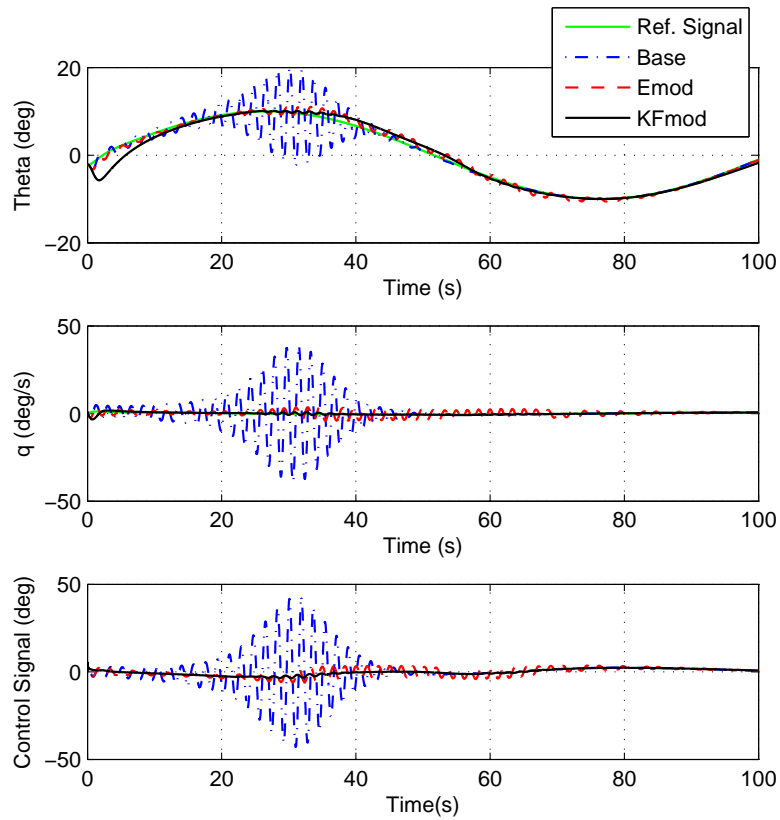 Ref. Signal
Base
Emod
KFmod
Theta (deg)
20
0
−20
0 20 40 60 80 100
Time (s)
q (deg/s)
50
0
−50
0 20 40 60 80 100
Time (s)
Control Signal (deg)
50
0
−50
0 20 40 60 80 100
Time(s)